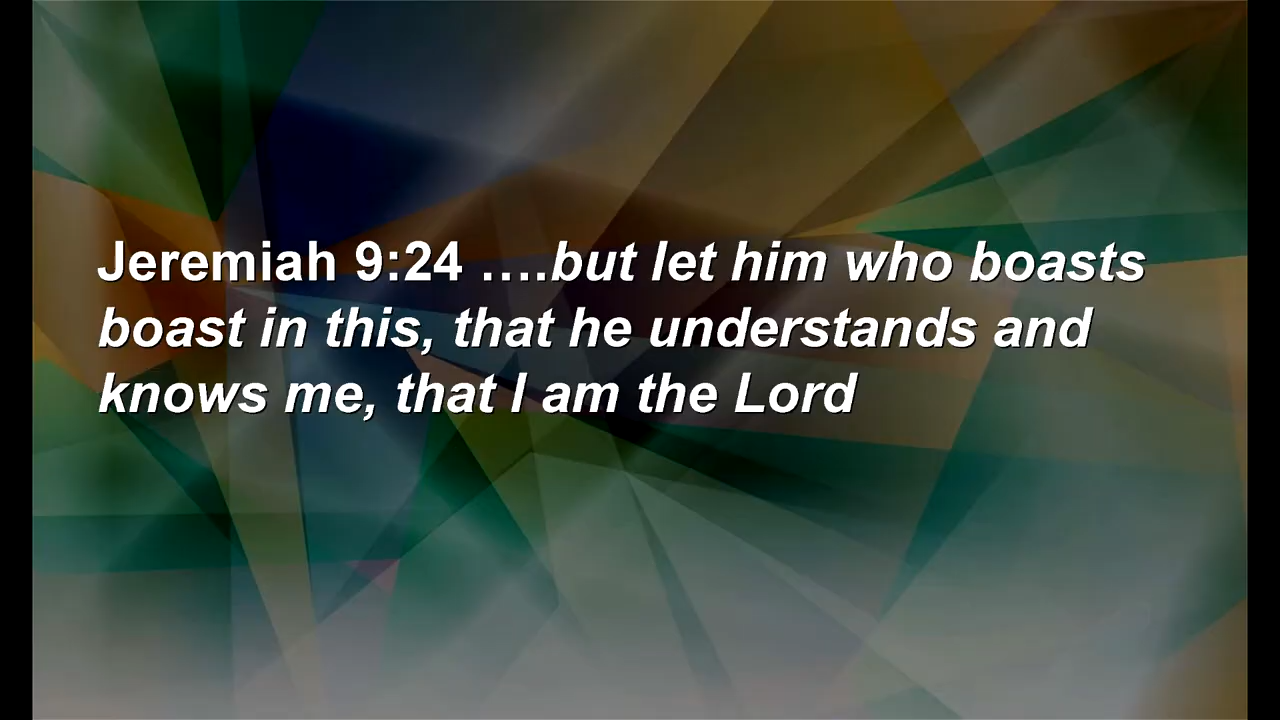 Jeremiah 9:24 ….but let him who boasts
boast in this, that he understands and
knows me, that I am the Lord